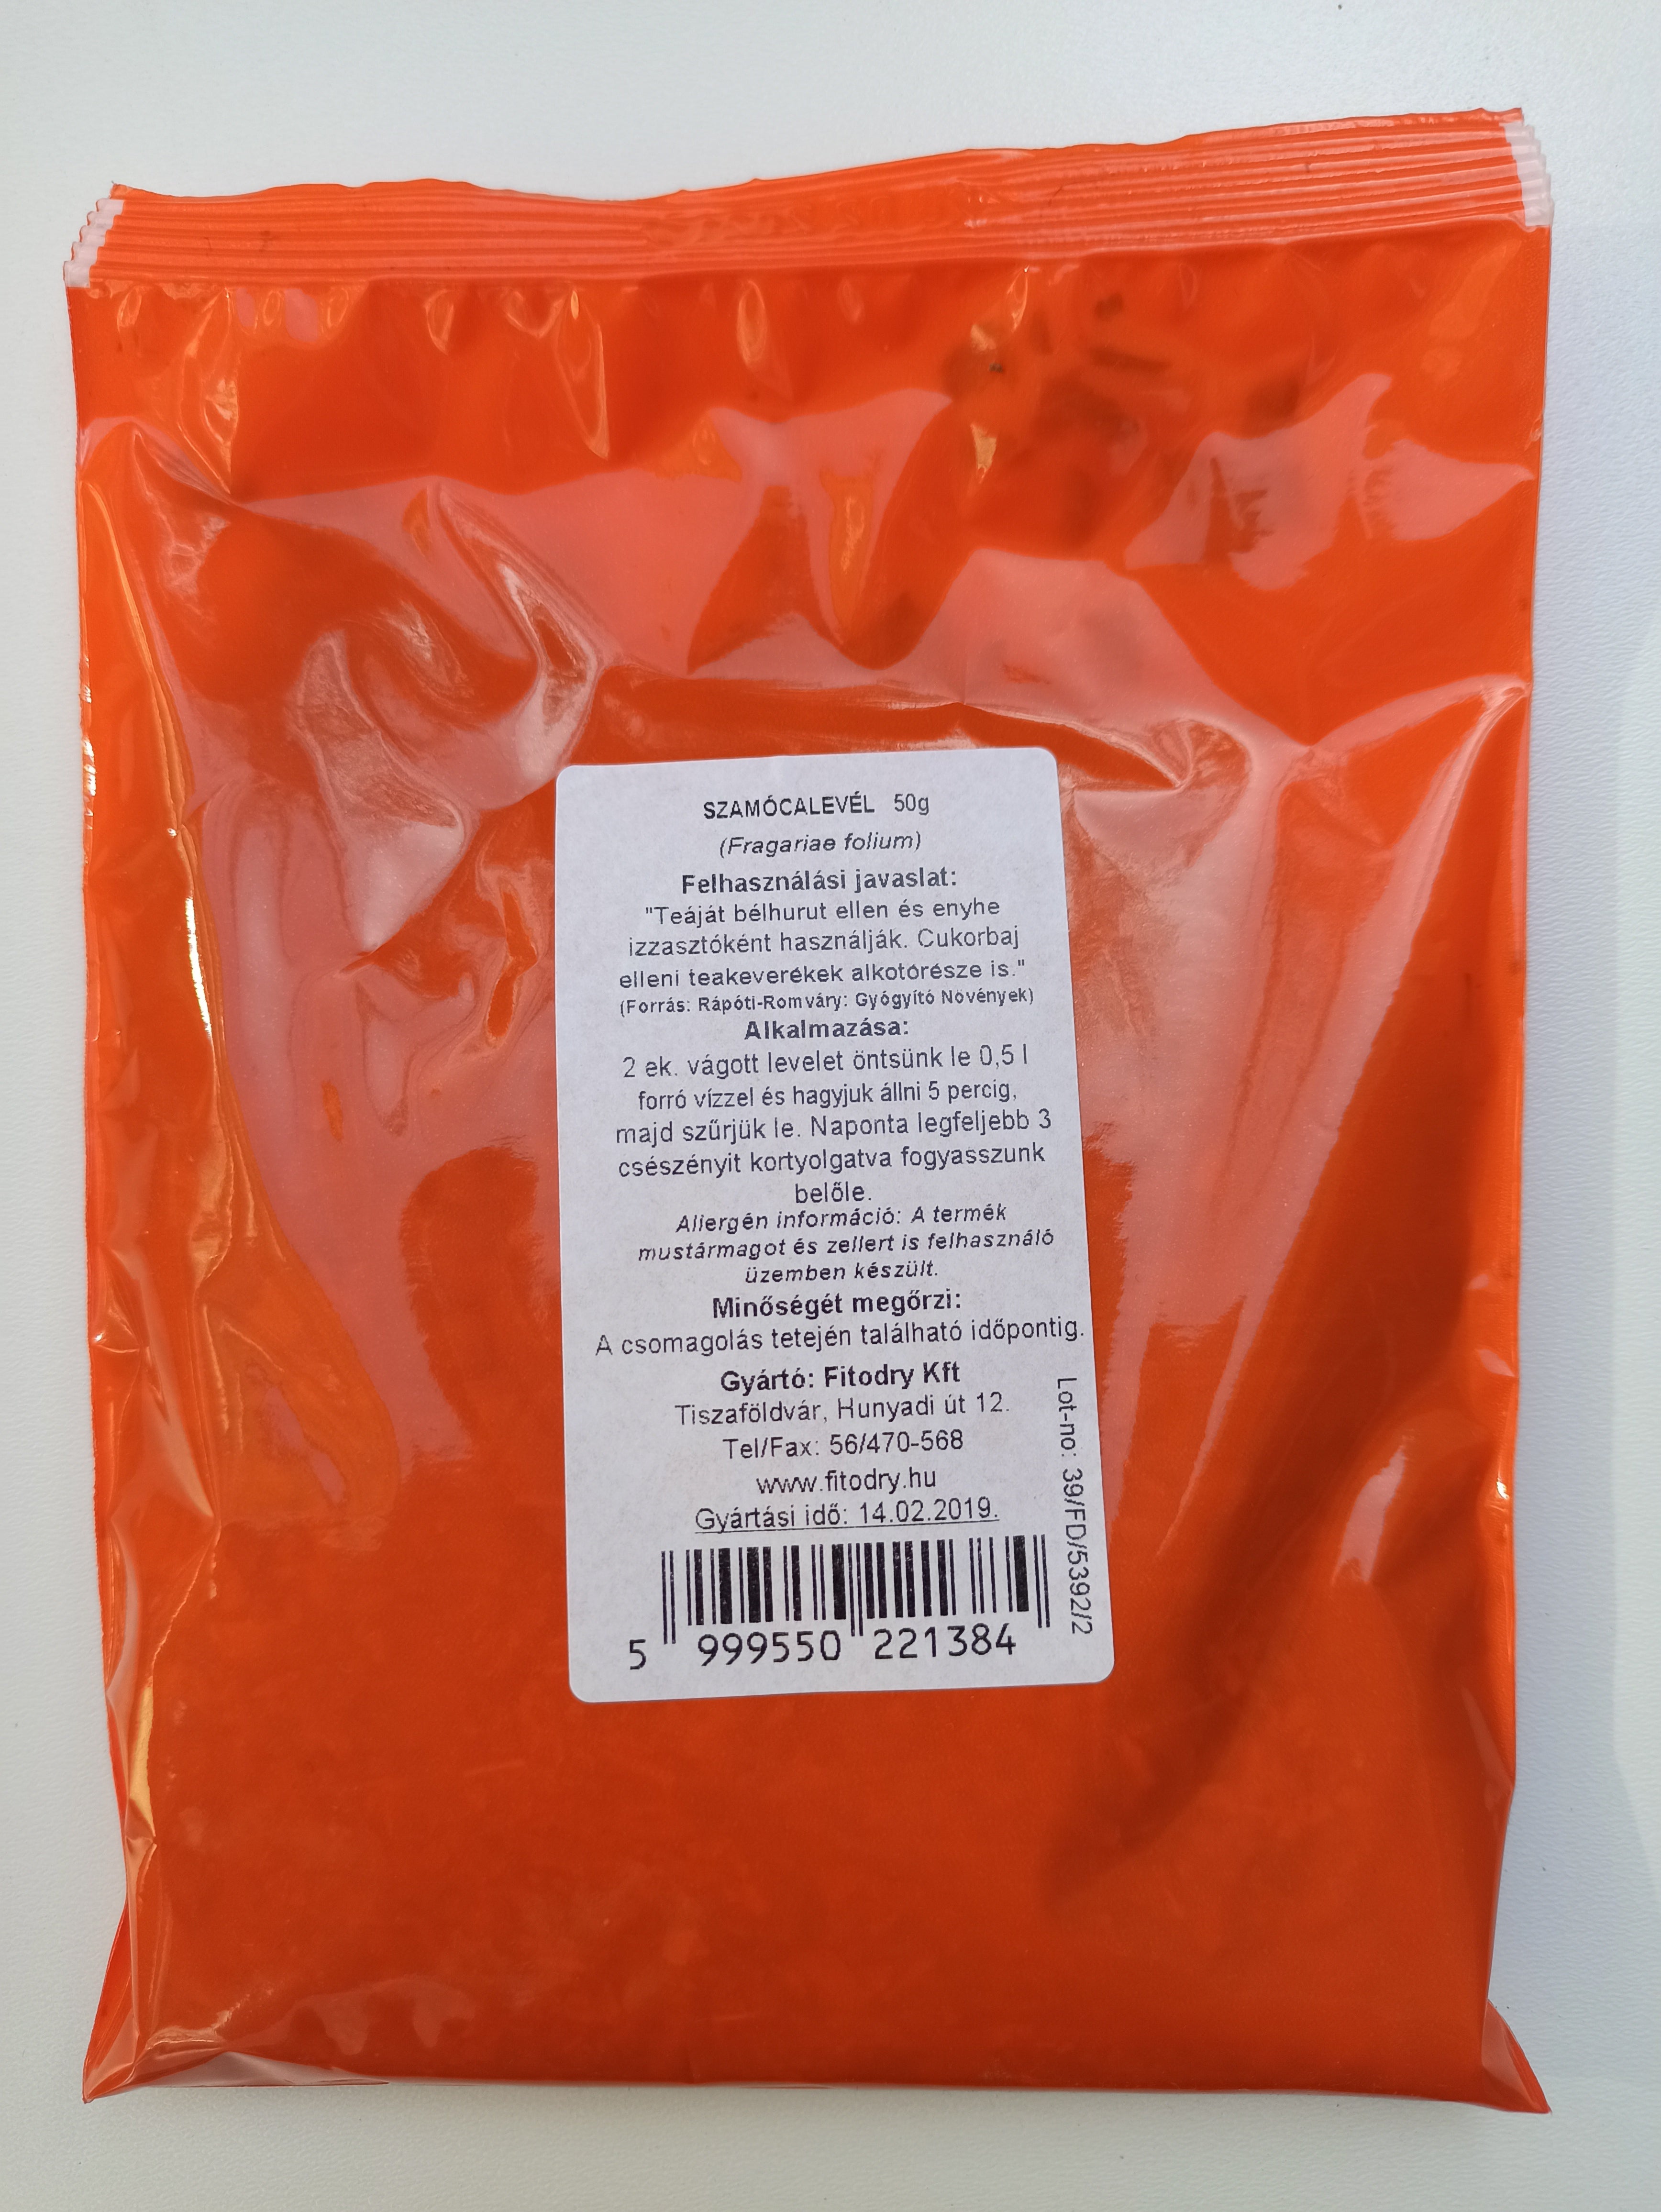 SZAMÓCALEVÉL 50g
(Fragariae folium)
Felhasználási javaslat:
"Teáját bélhurut ellen és enyhe
izzasztóként használják. Cukorbaj
elleni teakeverékek alkotórésze is."
(Forrás: Rápóti-Romváry: Gyógyító Növények)
Alkalmazása:
2 ek. vágott levelet öntsünk le 0,5 l
forró vízzel és hagyjuk állni 5 percig,
majd szűrjük le. Naponta legfeljebb 3
csészényit kortyolgatva fogyasszunk
belőle.
Allergén információ: A termék
mustármagot és zellert is felhasználó
üzemben készült.
Minőségét megőrzi:
A csomagolás tetején található időpontig.
Gyártó: Fitodry Kft
Tiszaföldvár, Hunyadi út 12.
Tel/Fax: 56/470-568
www.fitodry.hu
Gyártási idő: 14.02.2019.
Lot-no: 39/FD/5392/2
5 999550 221384